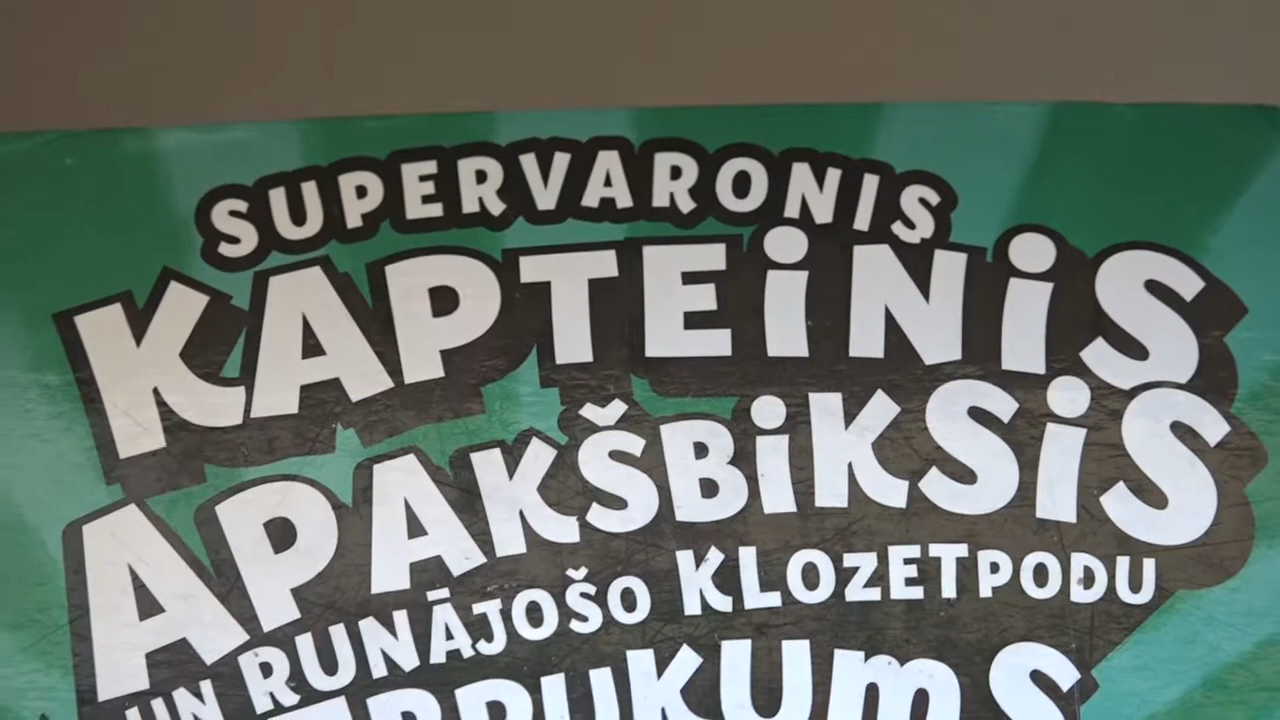 SUPERVARONIS
KAPTEINIS
APAKŠBIKSIS
UN RUNĀJOŠO KLOZETPODU